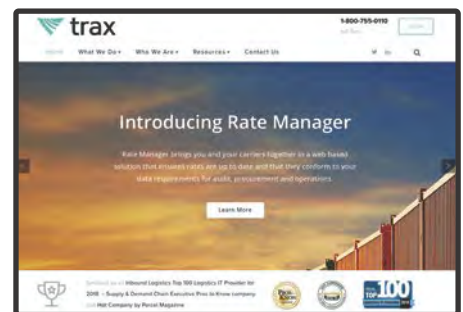 trax
1-800-755-0110
Home
What We Do
Who We Are
Resources
Contact Us
Introducing Rate Manager
Rate Manager brings you and your carriers together in a web based
solution that ensures rates are up to date and that they conform to your
data requirements for audit, procurement and operations.
Learn More
Inbound Logistics Top 100 Logistics IT Provider for
2018 - Supply & Demand Chain Executive Pros to Know company
Hot Company by Parcel Magazine
PROS
KNOW
TOP 100